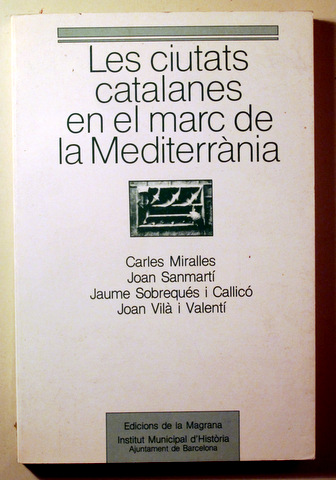 Les ciutats
catalanes
en el marc de
la Mediterrània
Carles Miralles
Joan Sanmartí
Jaume Sobrequés i Callicó
Joan Vilà i Valentí
Edicions de la Magrana
Institut Municipal d'Història
Ajuntament de Barcelona